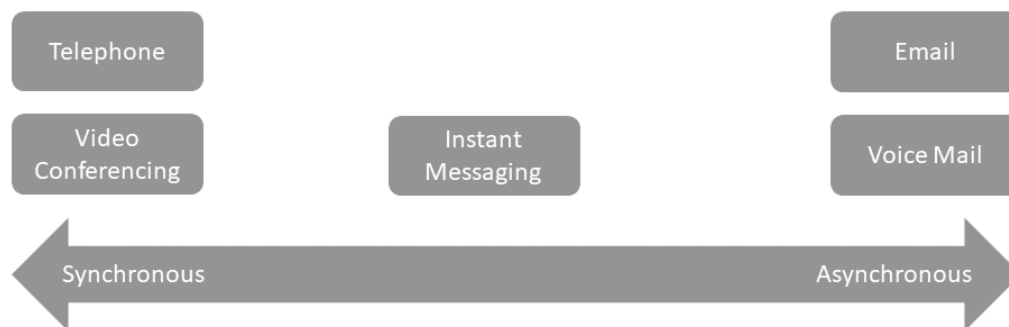 Telephone
Email
Video
Conferencing
Instant
Messaging
Voice Mail
Synchronous
Asynchronous